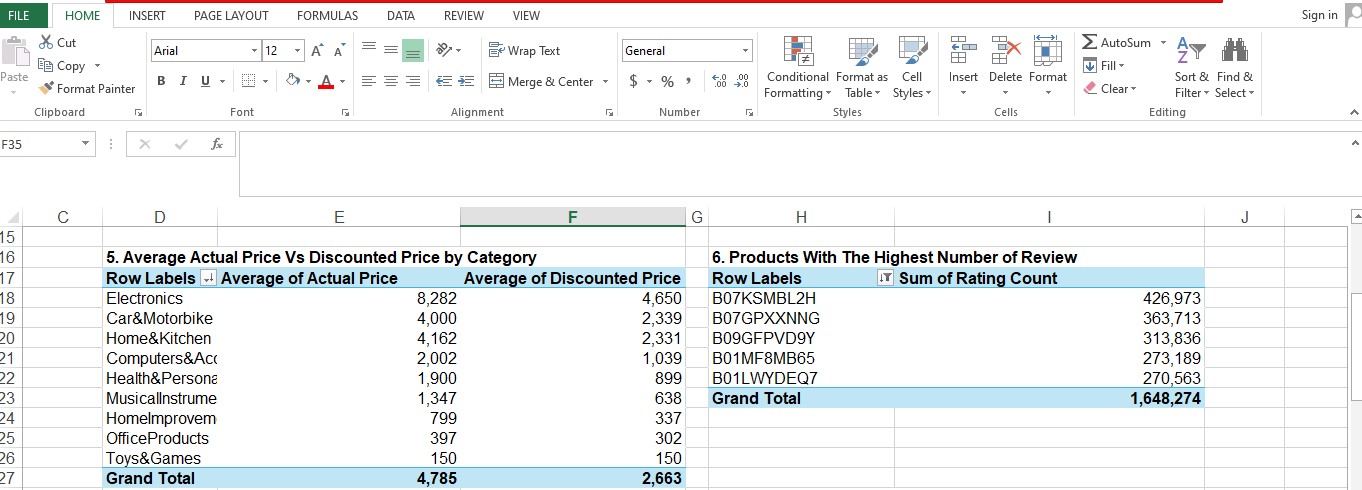 FILE HOME INSERT PAGE LAYOUT FORMULAS DATA REVIEW VIEW Sign in
Cut
Copy
Format Painter
Paste
Clipboard
Arial 12 A A
B I U A
Font
Wrap Text
Merge & Center
Alignment
General
$ % , .0 .00 .00 .0
Number
Conditional Formatting
Format as Table
Cell Styles
Styles
Insert Delete Format
Cells
AutoSum
Fill
Clear
Sort & Filter
Find & Select
Editing
F35 fx
C D E F G H I J
15
16 5. Average Actual Price Vs Discounted Price by Category 6. Products With The Highest Number of Review
17 Row Labels Average of Actual Price Average of Discounted Price Row Labels Sum of Rating Count
18 Electronics 8,282 4,650 B07KSMBL2H 426,973
19 Car&Motorbike 4,000 2,339 B07GPXXNNG 363,713
20 Home&Kitchen 4,162 2,331 B09GFPVD9Y 313,836
21 Computers&Acc 2,002 1,039 B01MF8MB65 273,189
22 Health&Persona 1,900 899 B01LWYDEQ7 270,563
23 MusicalInstrume 1,347 638 Grand Total 1,648,274
24 HomeImprovem 799 337
25 OfficeProducts 397 302
26 Toys&Games 150 150
27 Grand Total 4,785 2,663